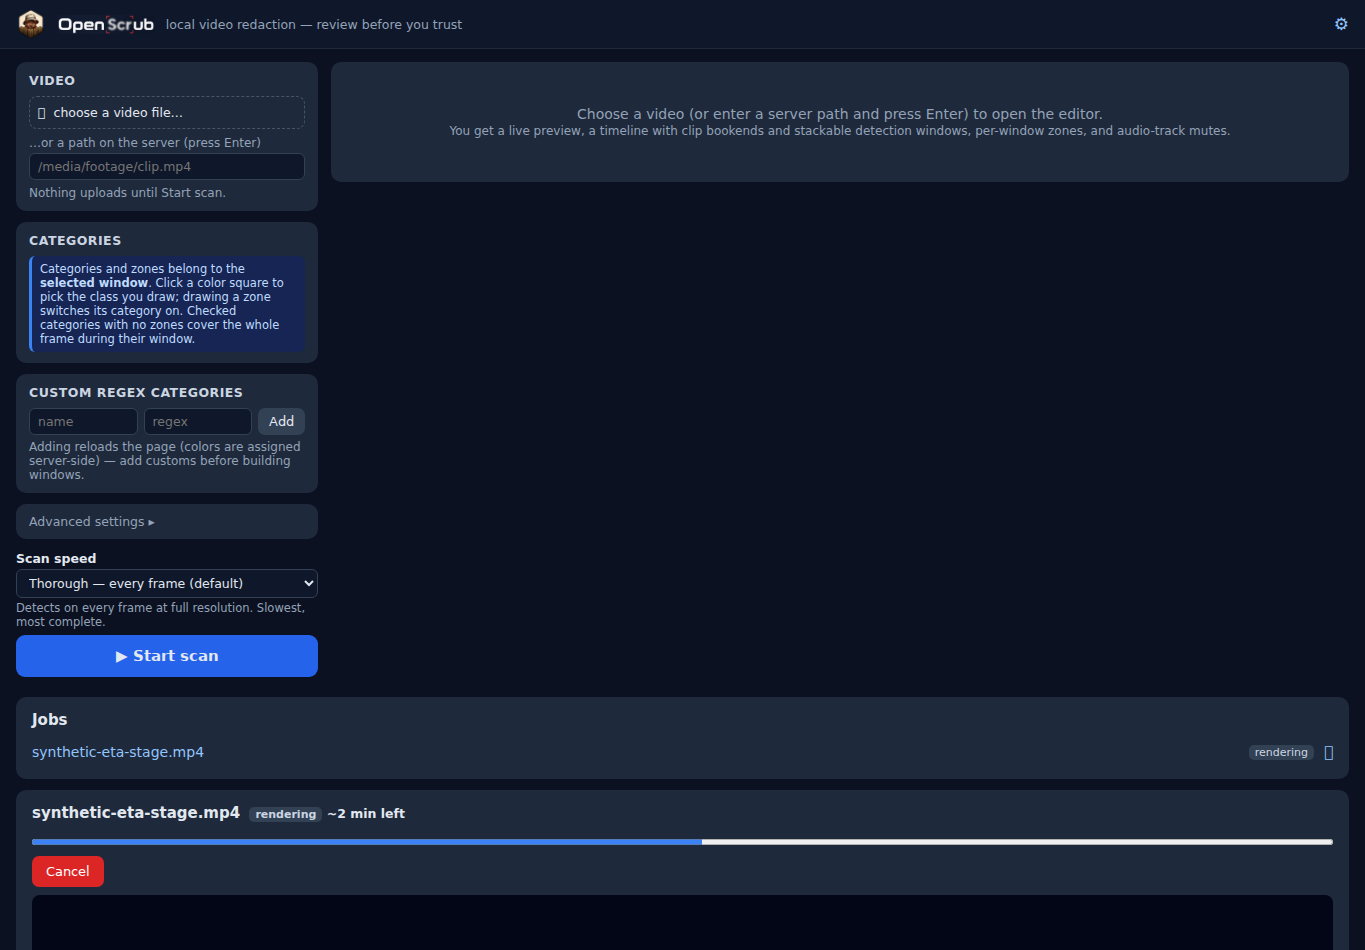 OpenScrub local video redaction — review before you trust
VIDEO
choose a video file...
...or a path on the server (press Enter)
/media/footage/clip.mp4
Nothing uploads until Start scan.
CATEGORIES
Categories and zones belong to the
selected window. Click a color square to
pick the class you draw; drawing a zone
switches its category on. Checked
categories with no zones cover the whole
frame during their window.
CUSTOM REGEX CATEGORIES
name regex Add
Adding reloads the page (colors are assigned
server-side) — add customs before building
windows.
Advanced settings ▸
Scan speed
Thorough — every frame (default)
Detects on every frame at full resolution. Slowest,
most complete.
▶ Start scan
Choose a video (or enter a server path and press Enter) to open the editor.
You get a live preview, a timeline with clip bookends and stackable detection windows, per-window zones, and audio-track mutes.
Jobs
synthetic-eta-stage.mp4 rendering
synthetic-eta-stage.mp4 rendering ~2 min left
Cancel